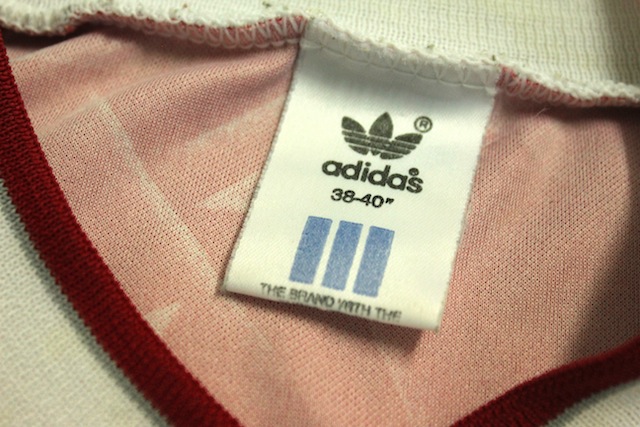 ®
adidas
38-40"
THE BRAND WITH THE